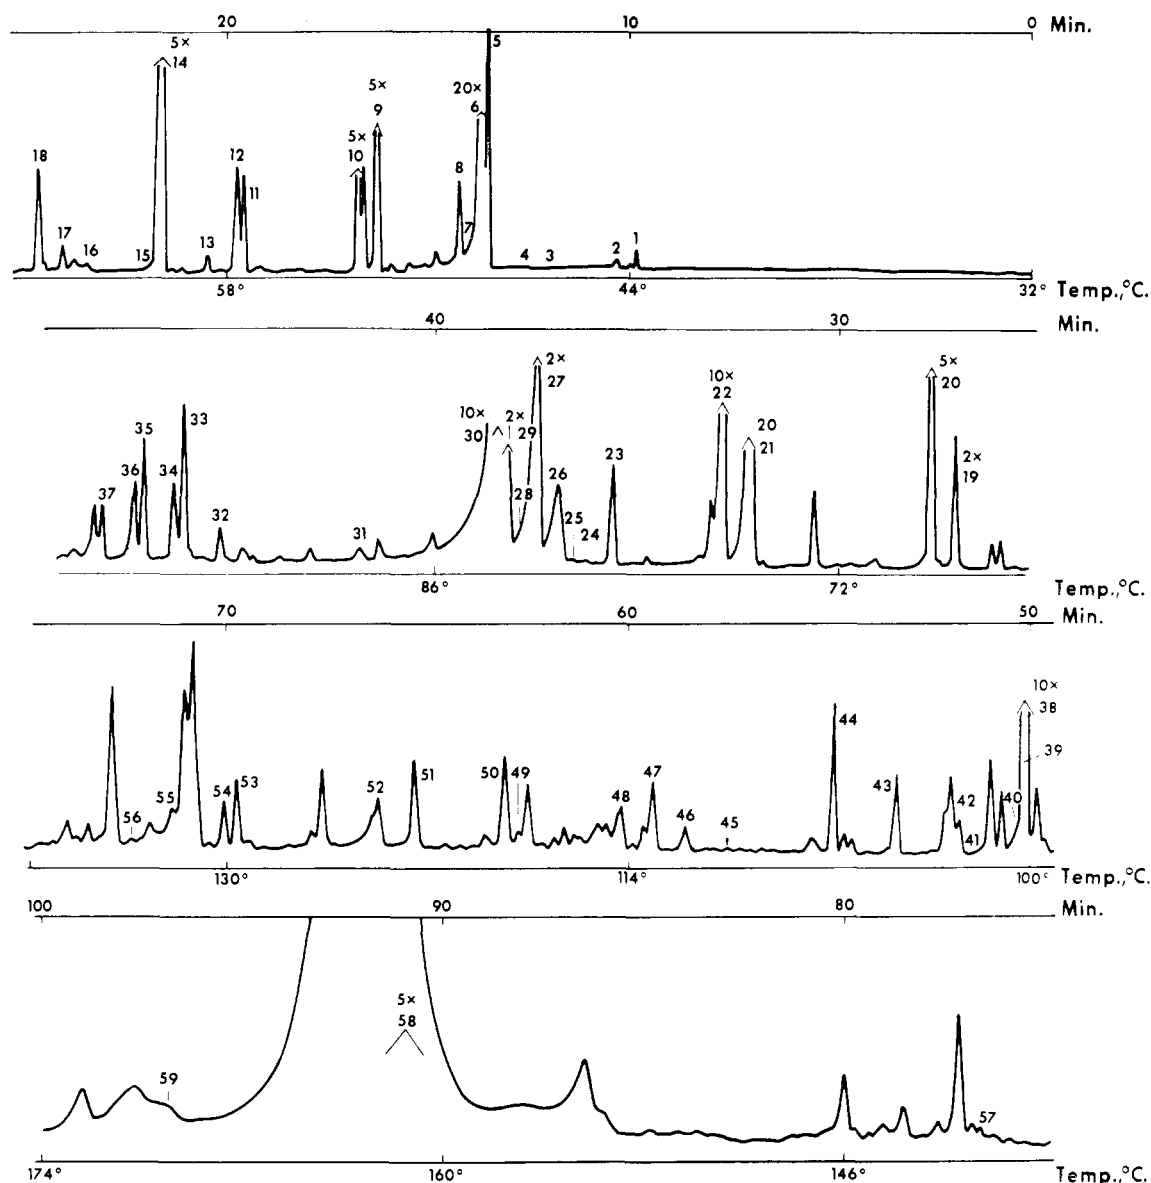 20 10 0 Min.
5×
14
5
5×
20×
9
6
5×
18 12 10 8
11
17 13 7 1
16 15 4 3 2
58° 44° 32° Temp.,°C.
40 30 Min.
2×
27
5×
20
10×
22
10× 2×
30 29
20
21
33
35
2×
19
36 34 26 23
37 28
32 25
31 24
86° 72° Temp.,°C.
70 60 50 Min.
10×
38
44
39
54 53 52 51 50 49 48 47 43 42 40
55 46
56 45 41
130° 114° 100° Temp.,°C.
100 90 80 Min.
5×
58
59
57
174° 160° 146° Temp.,°C.